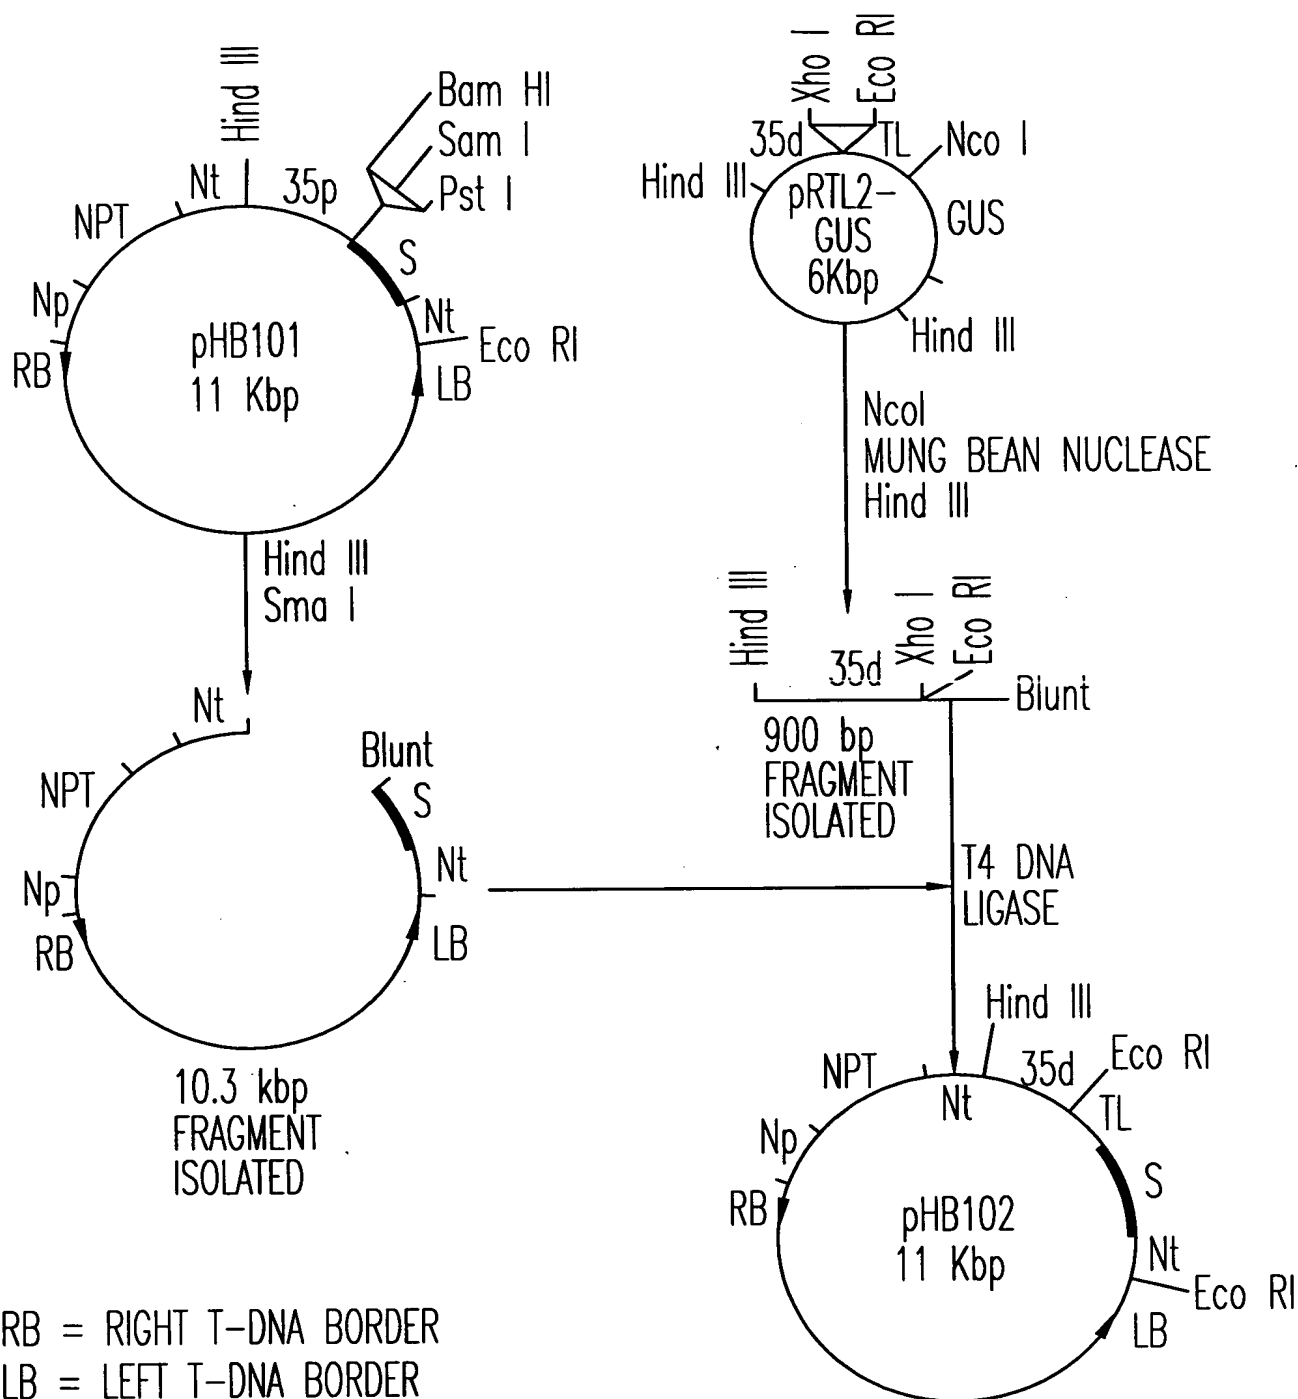 Hind III
Bam HI
Sam I
Pst I
Nt
35p
NPT
S
Np
Nt
RB
pHB101
11 Kbp
Eco RI
LB
Hind III
Sma I
Xho I
Eco RI
35d
TL
Nco I
Hind III
pRTL2-
GUS
6Kbp
GUS
Hind III
NcoI
MUNG BEAN NUCLEASE
Hind III
Hind III
35d
Xho I
Eco RI
Blunt
900 bp
FRAGMENT
ISOLATED
Nt
Blunt
NPT
S
Np
Nt
RB
LB
10.3 kbp
FRAGMENT
ISOLATED
T4 DNA
LIGASE
Hind III
NPT
Nt
35d
Eco RI
TL
Np
S
RB
pHB102
11 Kbp
Nt
Eco RI
LB
RB = RIGHT T-DNA BORDER
LB = LEFT T-DNA BORDER